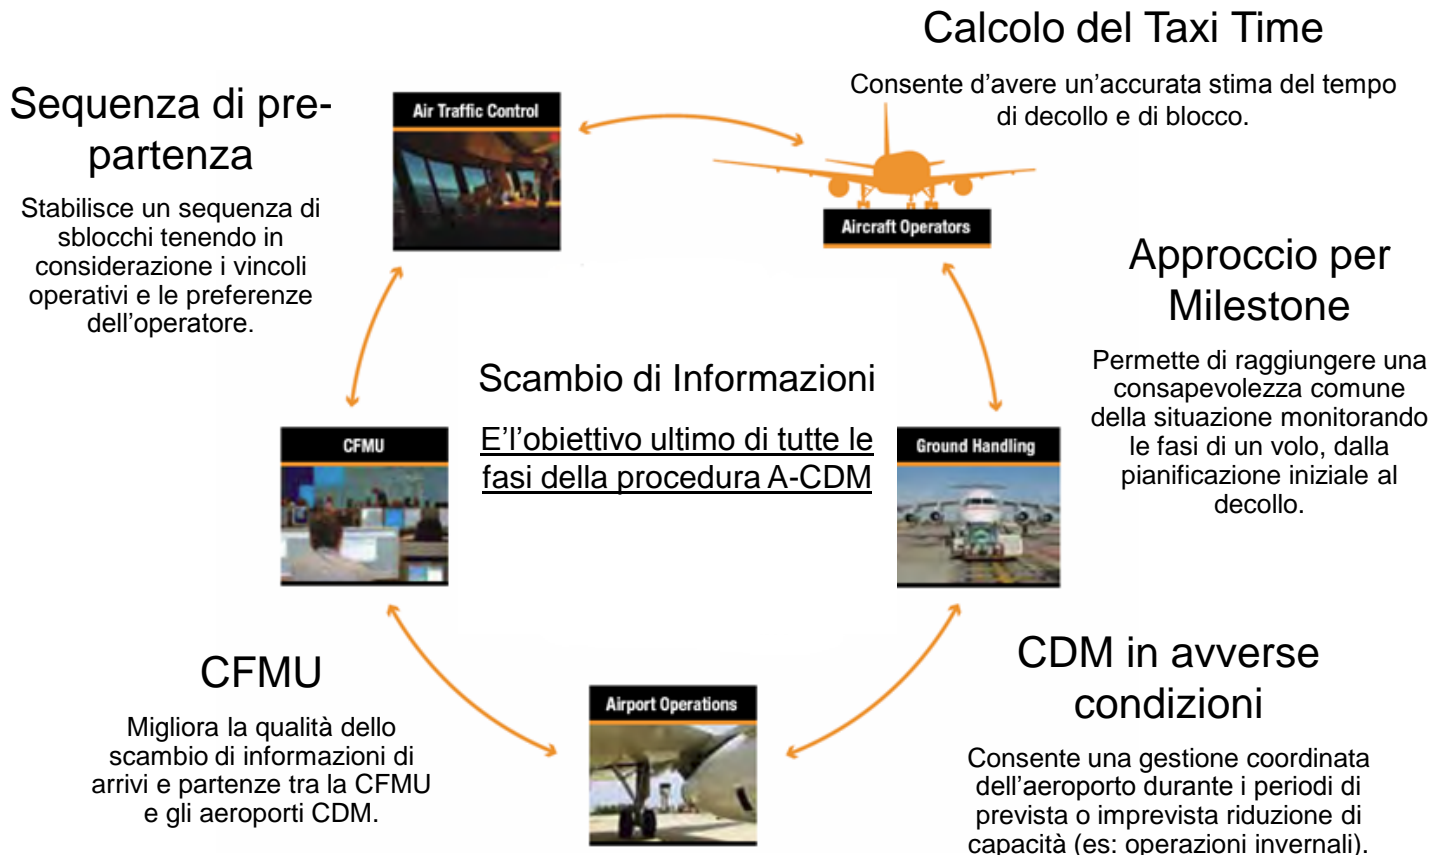 Calcolo del Taxi Time
Consente d'avere un'accurata stima del tempo
di decollo e di blocco.
Sequenza di pre-
partenza
Stabilisce un sequenza di
sblocchi tenendo in
considerazione i vincoli
operativi e le preferenze
dell'operatore.
Air Traffic Control
Aircraft Operators
Approccio per
Milestone
Permette di raggiungere una
consapevolezza comune
della situazione monitorando
le fasi di un volo, dalla
pianificazione iniziale al
decollo.
Scambio di Informazioni
E'l'obiettivo ultimo di tutte le
fasi della procedura A-CDM
CFMU
Ground Handling
CFMU
Migliora la qualità dello
scambio di informazioni di
arrivi e partenze tra la CFMU
e gli aeroporti CDM.
Airport Operations
CDM in avverse
condizioni
Consente una gestione coordinata
dell'aeroporto durante i periodi di
prevista o imprevista riduzione di
capacità (es: operazioni invernali).